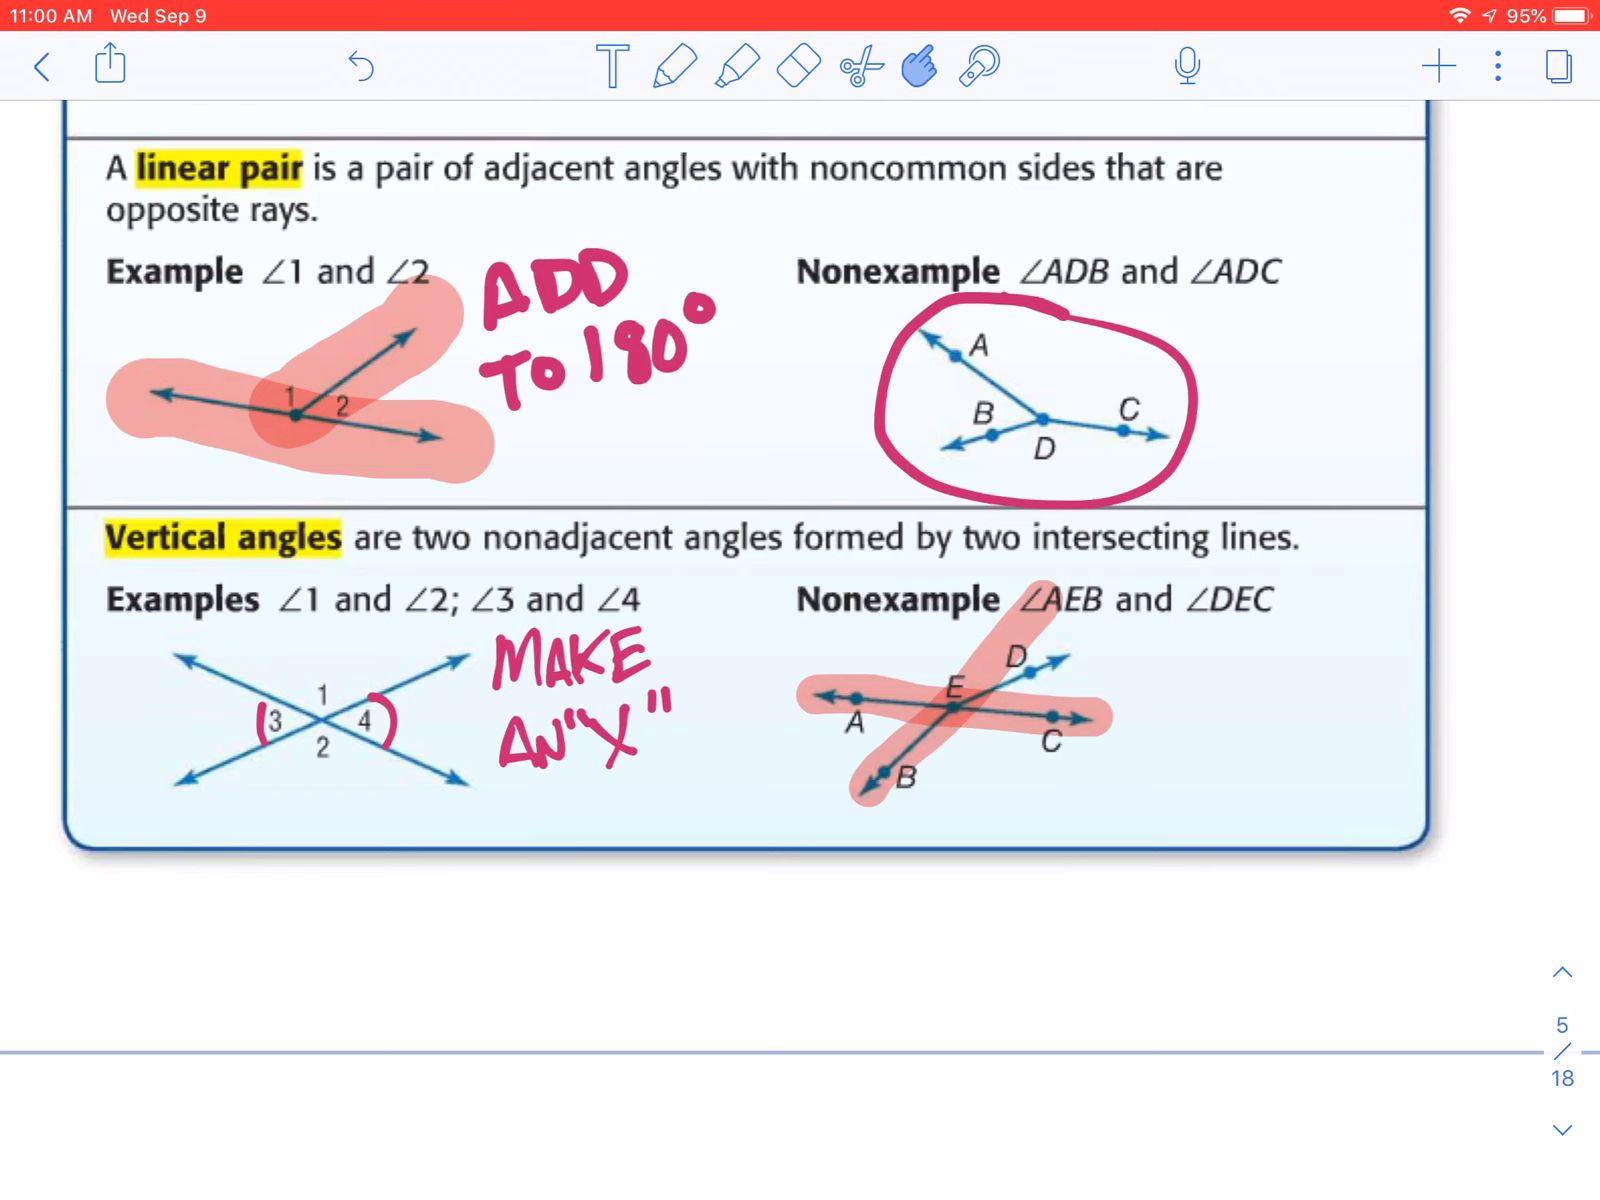 11:00 AM Wed Sep 9 95%
A linear pair is a pair of adjacent angles with noncommon sides that are
opposite rays.
Example ∠1 and ∠2
ADD
TO 180°
1
2
Nonexample ∠ADB and ∠ADC
A
B
C
D
Vertical angles are two nonadjacent angles formed by two intersecting lines.
Examples ∠1 and ∠2; ∠3 and ∠4
MAKE
AN "X"
1
3
4
2
Nonexample ∠AEB and ∠DEC
D
E
A
C
B
5
/
18